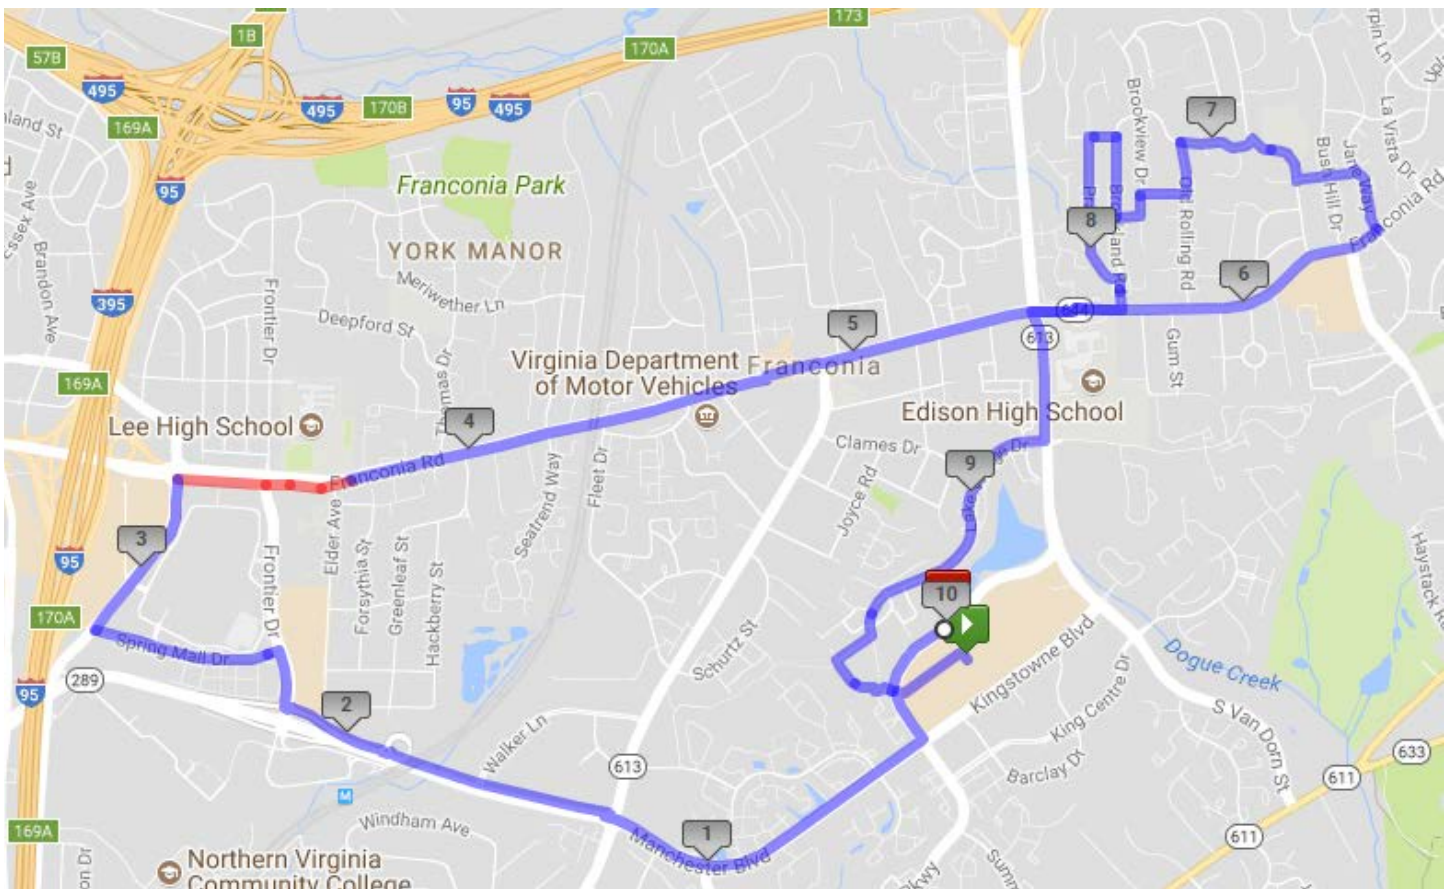 173
1B
57B
170A
495
495
95
495
170B
169A
95
Franconia Park
YORK MANOR
Essex Ave
Brandon Ave
395
Frontier Dr
Meriwether Ln
Deepford St
169A
Lee High School
Thomas Dr
4
Virginia Department
of Motor Vehicles
Franconia
5
Franconia Rd
Elder Ave
Seatrend Way
Fleet Dr
3
95
170A
Frontier Dr
Forsythia St
Greenleaf St
Hackberry St
Spring Mall Dr
289
95
2
Walker Ln
613
Schurtz St
Windham Ave
169A
Northern Virginia
Community College
M
1
Manchester Blvd
Brookview Dr
7
La Vista Dr
Bush Hill Dr
Jane Way
Franconia Rd
Old Rolling Rd
8
6
644
613
Gum St
Edison High School
Clames Dr
Joyce Rd
9
10
Kingstowne Blvd
King Centre Dr
Barclay Dr
Dogue Creek
S Van Dorn St
Haystack R
633
611
611